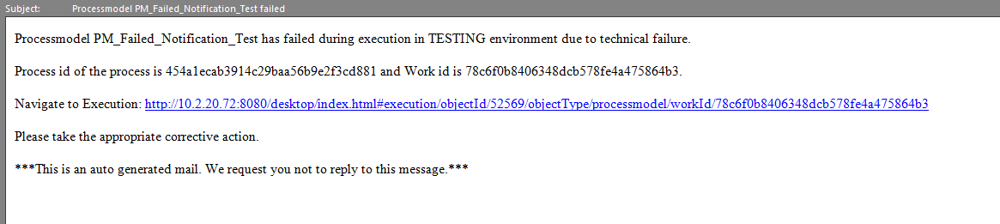 Subject: Processmodel PM_Failed_Notification_Test failed
Processmodel PM_Failed_Notification_Test has failed during execution in TESTING environment due to technical failure.
Process id of the process is 454a1ecab3914c29baa56b9e2f3cd881 and Work id is 78c6f0b8406348dcb578fe4a475864b3.
Navigate to Execution: http://10.2.20.72:8080/desktop/index.html#execution/objectId/52569/objectType/processmodel/workId/78c6f0b8406348dcb578fe4a475864b3
Please take the appropriate corrective action.
***This is an auto generated mail. We request you not to reply to this message.***